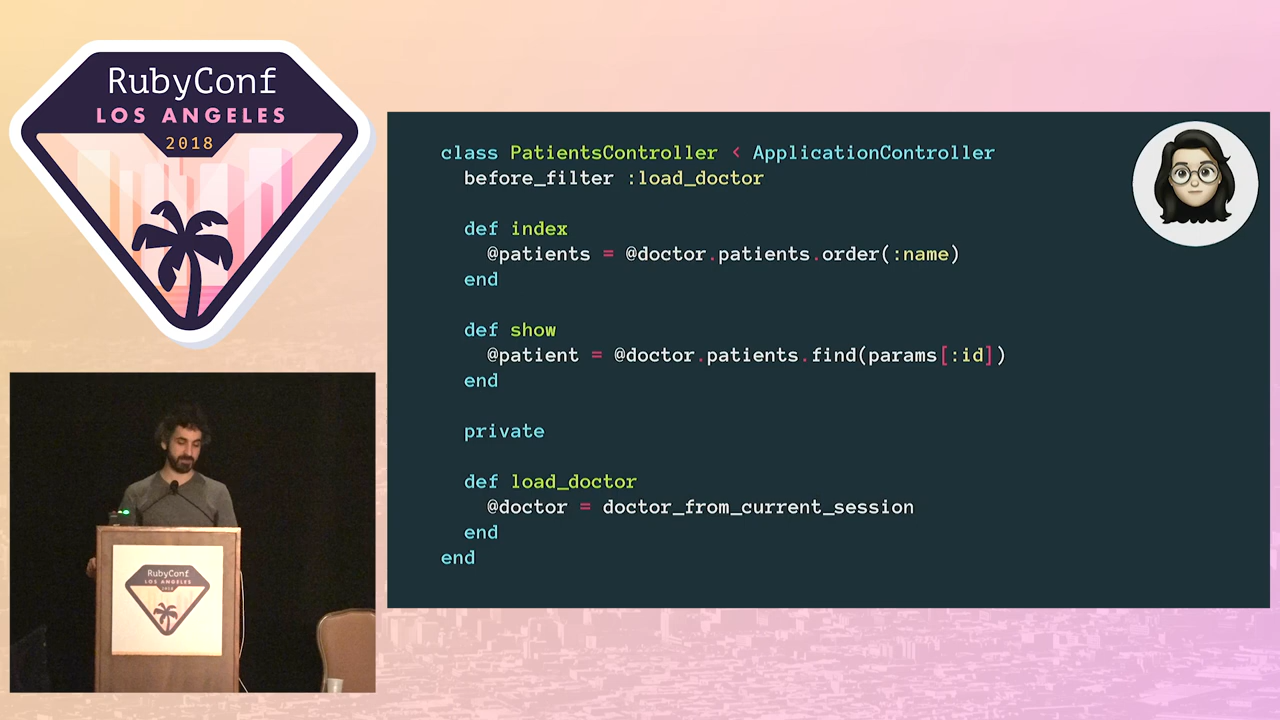 RubyConf
LOS ANGELES
2018
class PatientsController < ApplicationController
  before_filter :load_doctor

  def index
    @patients = @doctor.patients.order(:name)
  end

  def show
    @patient = @doctor.patients.find(params[:id])
  end

  private

  def load_doctor
    @doctor = doctor_from_current_session
  end
end
RubyConf
LOS ANGELES
2018